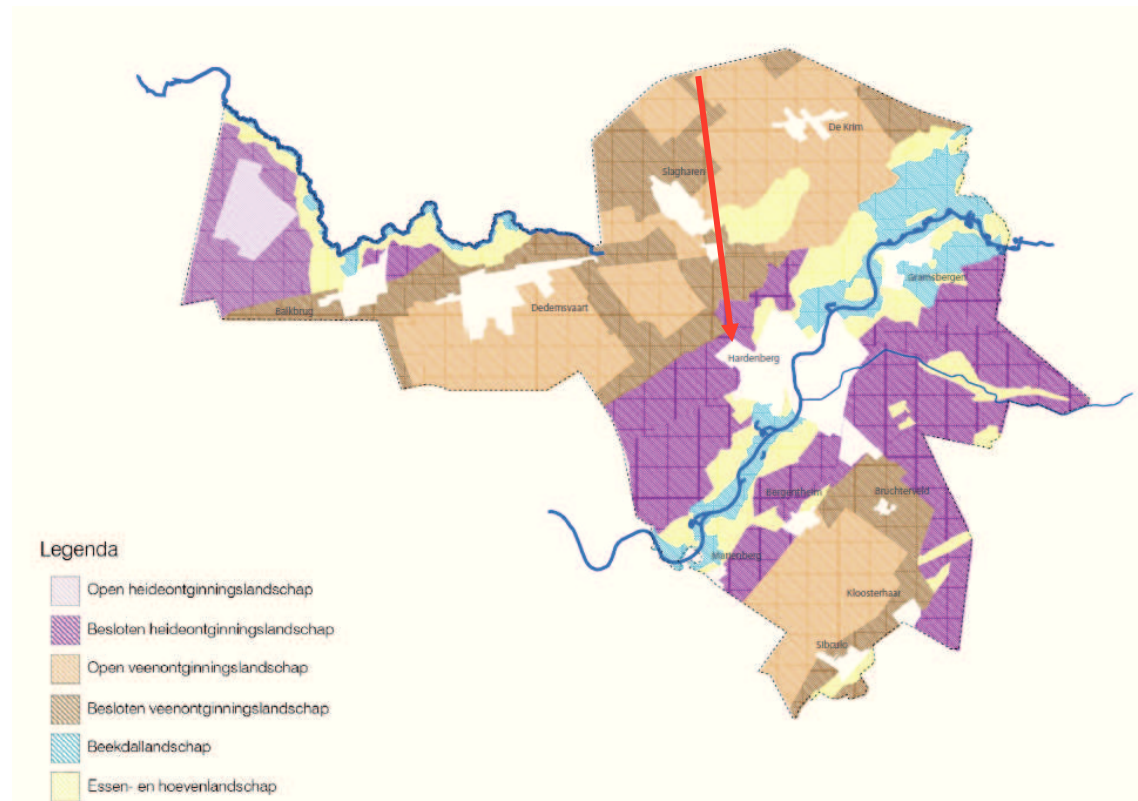 De Krim
Slagharen
Gramsbergen
Balkbrug
Dedemsvaart
Hardenberg
Bergentheim
Bruchterveld
Mariënberg
Kloosterhaar
Sibculo
Legenda
Open heideontginningslandschap
Besloten heideontginningslandschap
Open veenontginningslandschap
Besloten veenontginningslandschap
Beekdallandschap
Essen- en hoevenlandschap